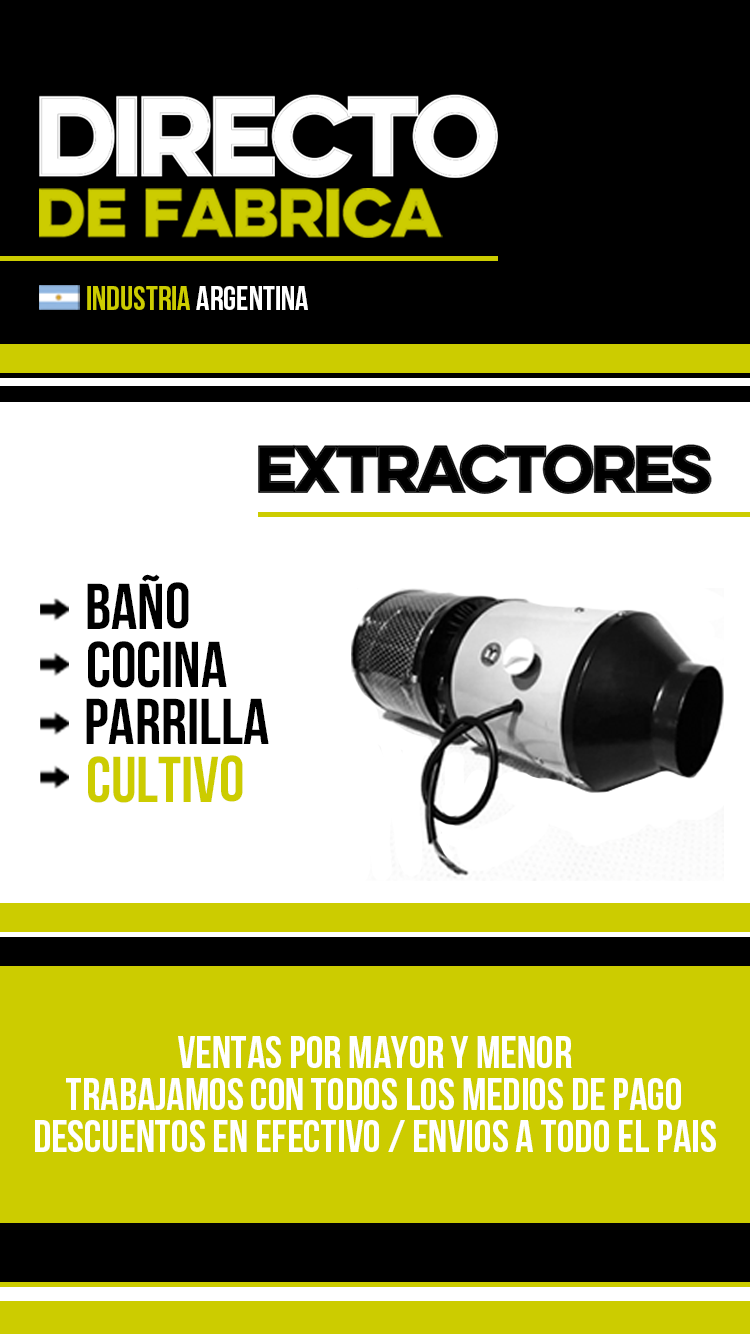 DIRECTO
DE FABRICA
INDUSTRIA ARGENTINA
EXTRACTORES
BAÑO
COCINA
PARRILLA
CULTIVO
VENTAS POR MAYOR Y MENOR
TRABAJAMOS CON TODOS LOS MEDIOS DE PAGO
DESCUENTOS EN EFECTIVO / ENVIOS A TODO EL PAIS